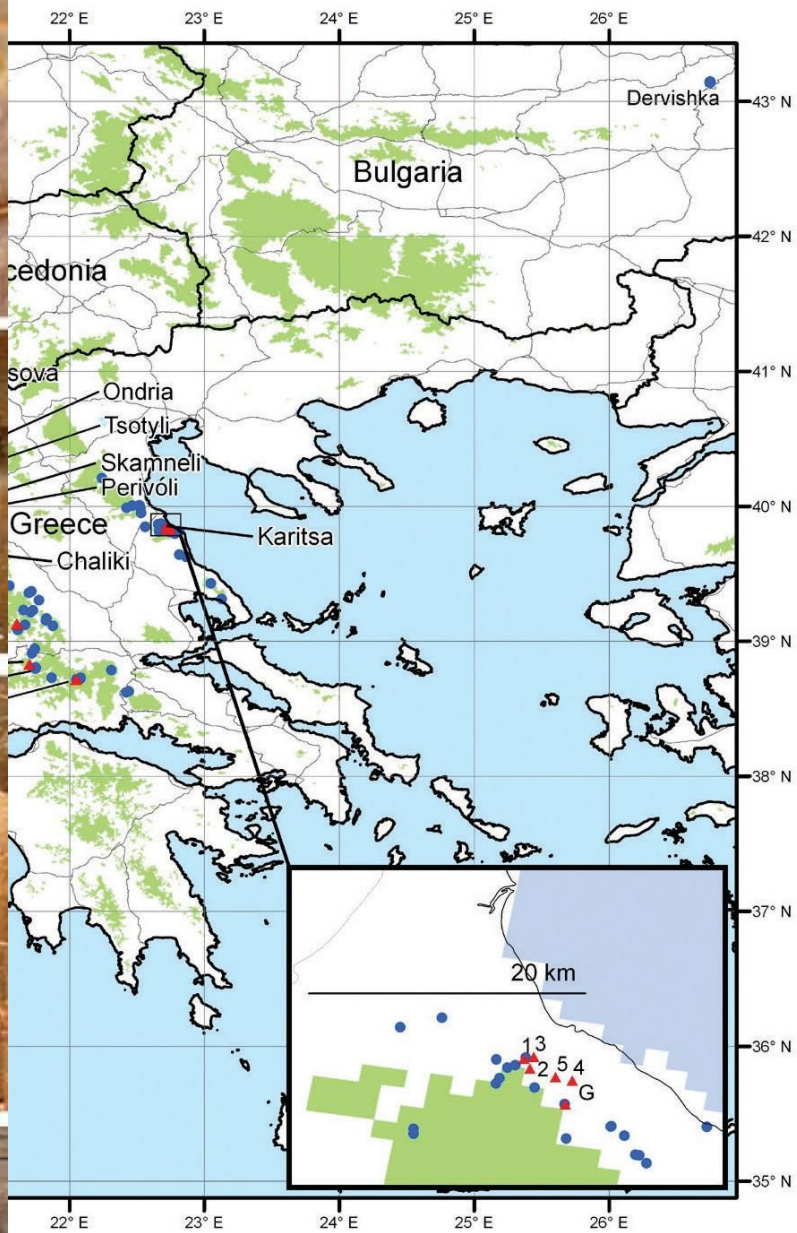 22° E 23° E 24° E 25° E 26° E
43° N
Dervishka
Bulgaria
42° N
cedonia
41° N
sova
Ondria
Tsotyli
Skamneli
Perivóli
40° N
Greece
Karitsa
Chaliki
39° N
38° N
37° N
20 km
36° N
1 3
2 5 4
G
35° N
22° E 23° E 24° E 25° E 26° E